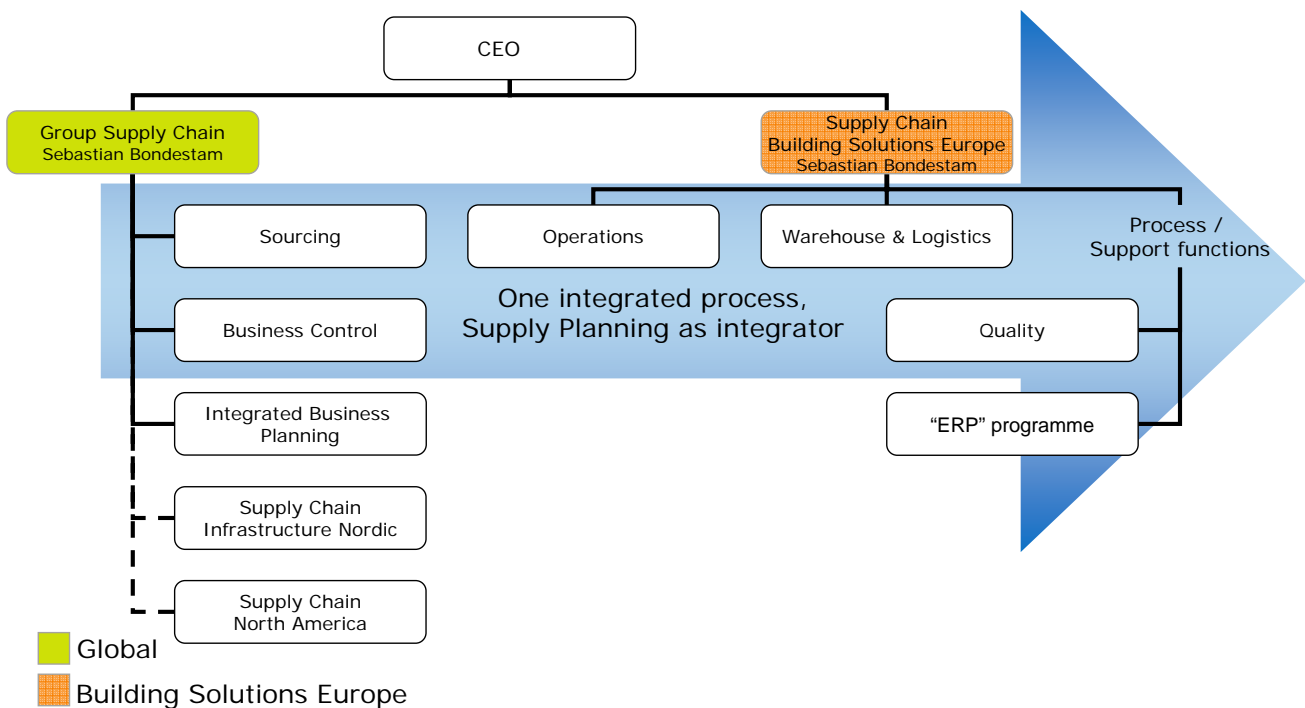 CEO
Group Supply Chain
Sebastian Bondestam
Supply Chain
Building Solutions Europe
Sebastian Bondestam
Sourcing
Operations
Warehouse & Logistics
Process /
Support functions
One integrated process,
Supply Planning as integrator
Business Control
Quality
Integrated Business
Planning
“ERP” programme
Supply Chain
Infrastructure Nordic
Supply Chain
North America
Global
Building Solutions Europe